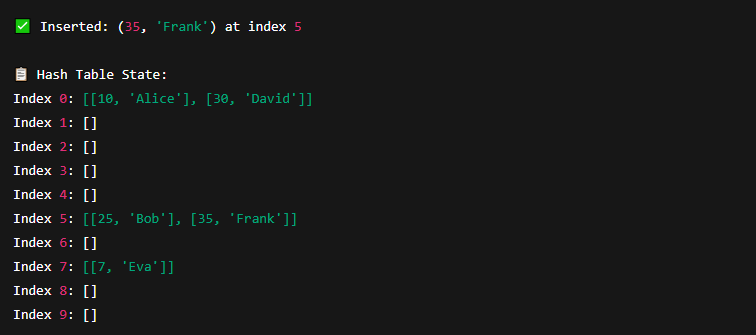 ✅ Inserted: (35, 'Frank') at index 5
📋 Hash Table State:
Index 0: [[10, 'Alice'], [30, 'David']]
Index 1: []
Index 2: []
Index 3: []
Index 4: []
Index 5: [[25, 'Bob'], [35, 'Frank']]
Index 6: []
Index 7: [[7, 'Eva']]
Index 8: []
Index 9: []